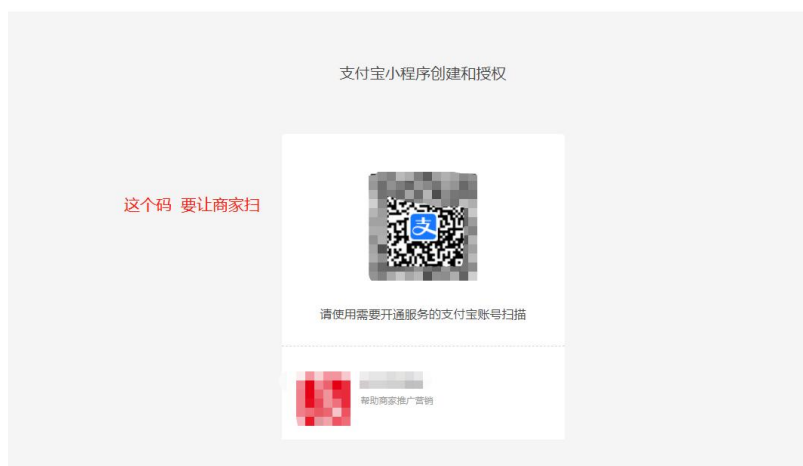 支付宝小程序创建和授权
这个码 要让商家扫
支
请使用需要开通服务的支付宝账号扫描
帮助商家推广营销